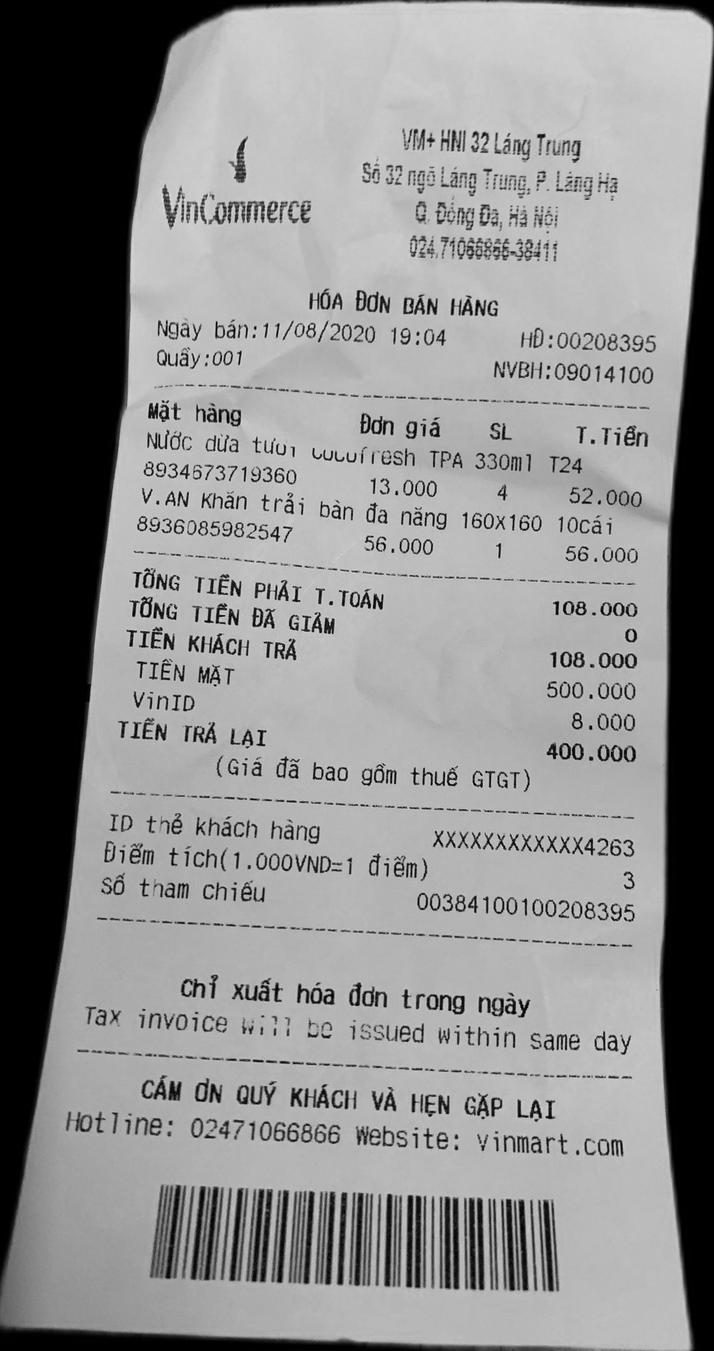 VinCommerce
VM+ HNI 32 Láng Trung
Số 32 ngõ Láng Trung, P. Láng Hạ
Q. Đống Đa, Hà Nội
024.71066866-38411
HÓA ĐƠN BÁN HÀNG
Ngày bán:11/08/2020 19:04 HĐ:00208395
Quầy:001 NVBH:09014100
Mặt hàng Đơn giá SL T.Tiền
Nước dừa tươi Cocofresh TPA 330ml T24
8934673719360 13.000 4 52.000
V.AN Khăn trải bàn đa năng 160x160 10cái
8936085982547 56.000 1 56.000
TỔNG TIỀN PHẢI T.TOÁN 108.000
TỔNG TIỀN ĐÃ GIẢM 0
TIỀN KHÁCH TRẢ 108.000
TIỀN MẶT 500.000
VinID 8.000
TIỀN TRẢ LẠI 400.000
(Giá đã bao gồm thuế GTGT)
ID thẻ khách hàng XXXXXXXXXXXX4263
Điểm tích(1.000VND=1 điểm) 3
Số tham chiếu 00384100100208395
Chỉ xuất hóa đơn trong ngày
Tax invoice will be issued within same day
CÁM ƠN QUÝ KHÁCH VÀ HẸN GẶP LẠI
Hotline: 02471066866 Website: vinmart.com